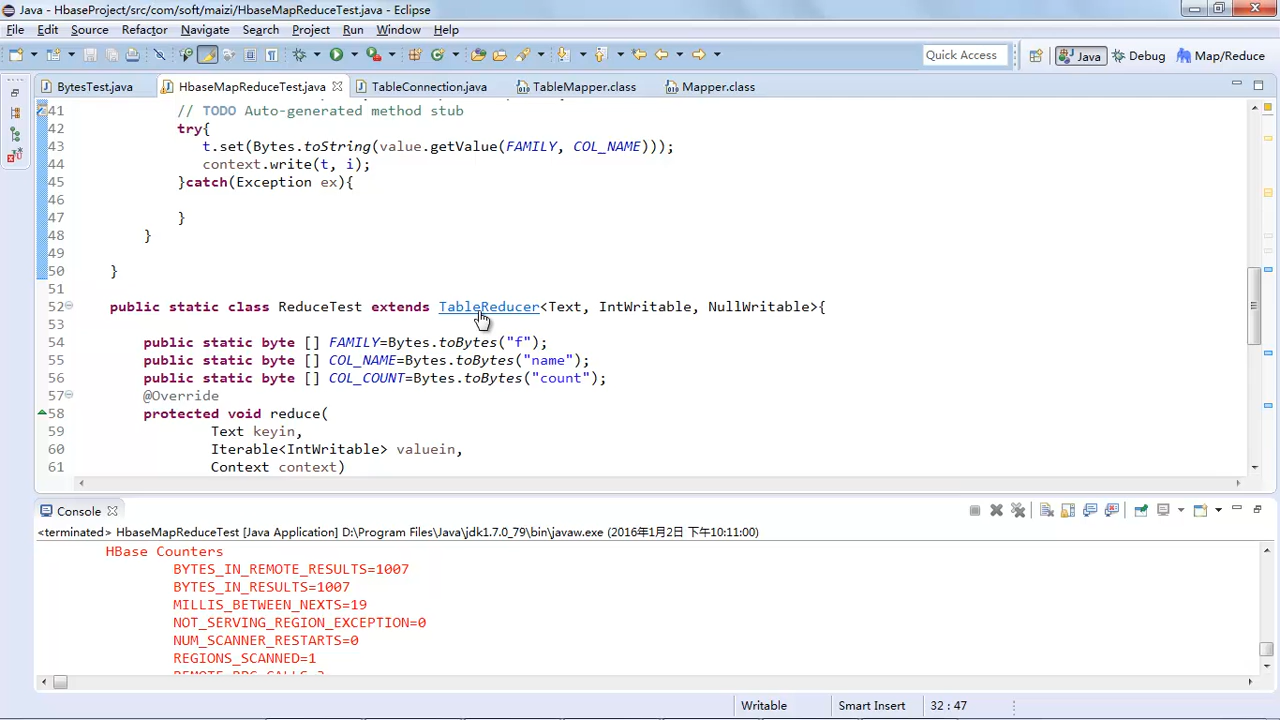 Java - HbaseProject/src/com/soft/maizi/HbaseMapReduceTest.java - Eclipse
File Edit Source Refactor Navigate Search Project Run Window Help
Quick Access Java Debug Map/Reduce
BytesTest.java HbaseMapReduceTest.java TableConnection.java TableMapper.class Mapper.class
41 // TODO Auto-generated method stub
42 try{
43 t.set(Bytes.toString(value.getValue(FAMILY, COL_NAME)));
44 context.write(t, i);
45 }catch(Exception ex){
46
47 }
48 }
49
50 }
51
52 public static class ReduceTest extends TableReducer<Text, IntWritable, NullWritable>{
53
54 public static byte [] FAMILY=Bytes.toBytes("f");
55 public static byte [] COL_NAME=Bytes.toBytes("name");
56 public static byte [] COL_COUNT=Bytes.toBytes("count");
57 @Override
58 protected void reduce(
59 Text keyin,
60 Iterable<IntWritable> valuein,
61 Context context)
Console
<terminated> HbaseMapReduceTest [Java Application] D:\Program Files\Java\jdk1.7.0_79\bin\javaw.exe (2016年1月2日 下午10:11:00)
HBase Counters
BYTES_IN_REMOTE_RESULTS=1007
BYTES_IN_RESULTS=1007
MILLIS_BETWEEN_NEXTS=19
NOT_SERVING_REGION_EXCEPTION=0
NUM_SCANNER_RESTARTS=0
REGIONS_SCANNED=1
REMOTE_RPC_CALLS=3
Writable Smart Insert 32 : 47